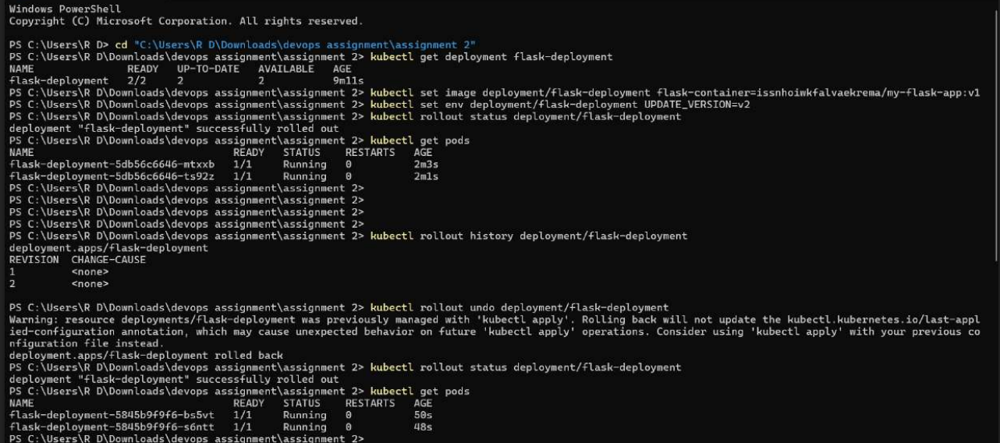 Windows PowerShell
Copyright (C) Microsoft Corporation. All rights reserved.
PS C:\Users\R D> cd "C:\Users\R D\Downloads\devops assignment\assignment 2"
PS C:\Users\R D\Downloads\devops assignment\assignment 2> kubectl get deployment flask-deployment
NAME READY UP-TO-DATE AVAILABLE AGE
flask-deployment 2/2 2 2 9m11s
PS C:\Users\R D\Downloads\devops assignment\assignment 2> kubectl set image deployment/flask-deployment flask-container=issnhoiwkfalvaekrema/my-flask-app:v1
PS C:\Users\R D\Downloads\devops assignment\assignment 2> kubectl set env deployment/flask-deployment UPDATE_VERSION=v2
PS C:\Users\R D\Downloads\devops assignment\assignment 2> kubectl rollout status deployment/flask-deployment
deployment "flask-deployment" successfully rolled out
PS C:\Users\R D\Downloads\devops assignment\assignment 2> kubectl get pods
NAME READY STATUS RESTARTS AGE
flask-deployment-5db56c6646-mtxxb 1/1 Running 0 2m3s
flask-deployment-5db56c6646-ts92z 1/1 Running 0 2m1s
PS C:\Users\R D\Downloads\devops assignment\assignment 2>
PS C:\Users\R D\Downloads\devops assignment\assignment 2>
PS C:\Users\R D\Downloads\devops assignment\assignment 2>
PS C:\Users\R D\Downloads\devops assignment\assignment 2>
PS C:\Users\R D\Downloads\devops assignment\assignment 2> kubectl rollout history deployment/flask-deployment
deployment.apps/flask-deployment
REVISION CHANGE-CAUSE
1 <none>
2 <none>
PS C:\Users\R D\Downloads\devops assignment\assignment 2> kubectl rollout undo deployment/flask-deployment
Warning: resource deployments/flask-deployment was previously managed with 'kubectl apply'. Rolling back will not update the kubectl.kubernetes.io/last-appl
ied-configuration annotation, which may cause unexpected behavior on future 'kubectl apply' operations. Consider using 'kubectl apply' with your previous co
nfiguration file instead.
deployment.apps/flask-deployment rolled back
PS C:\Users\R D\Downloads\devops assignment\assignment 2> kubectl rollout status deployment/flask-deployment
deployment "flask-deployment" successfully rolled out
PS C:\Users\R D\Downloads\devops assignment\assignment 2> kubectl get pods
NAME READY STATUS RESTARTS AGE
flask-deployment-5845b9f9f6-bs5vt 1/1 Running 0 50s
flask-deployment-5845b9f9f6-s6ntt 1/1 Running 0 48s
PS C:\Users\R D\Downloads\devops assignment\assignment 2>